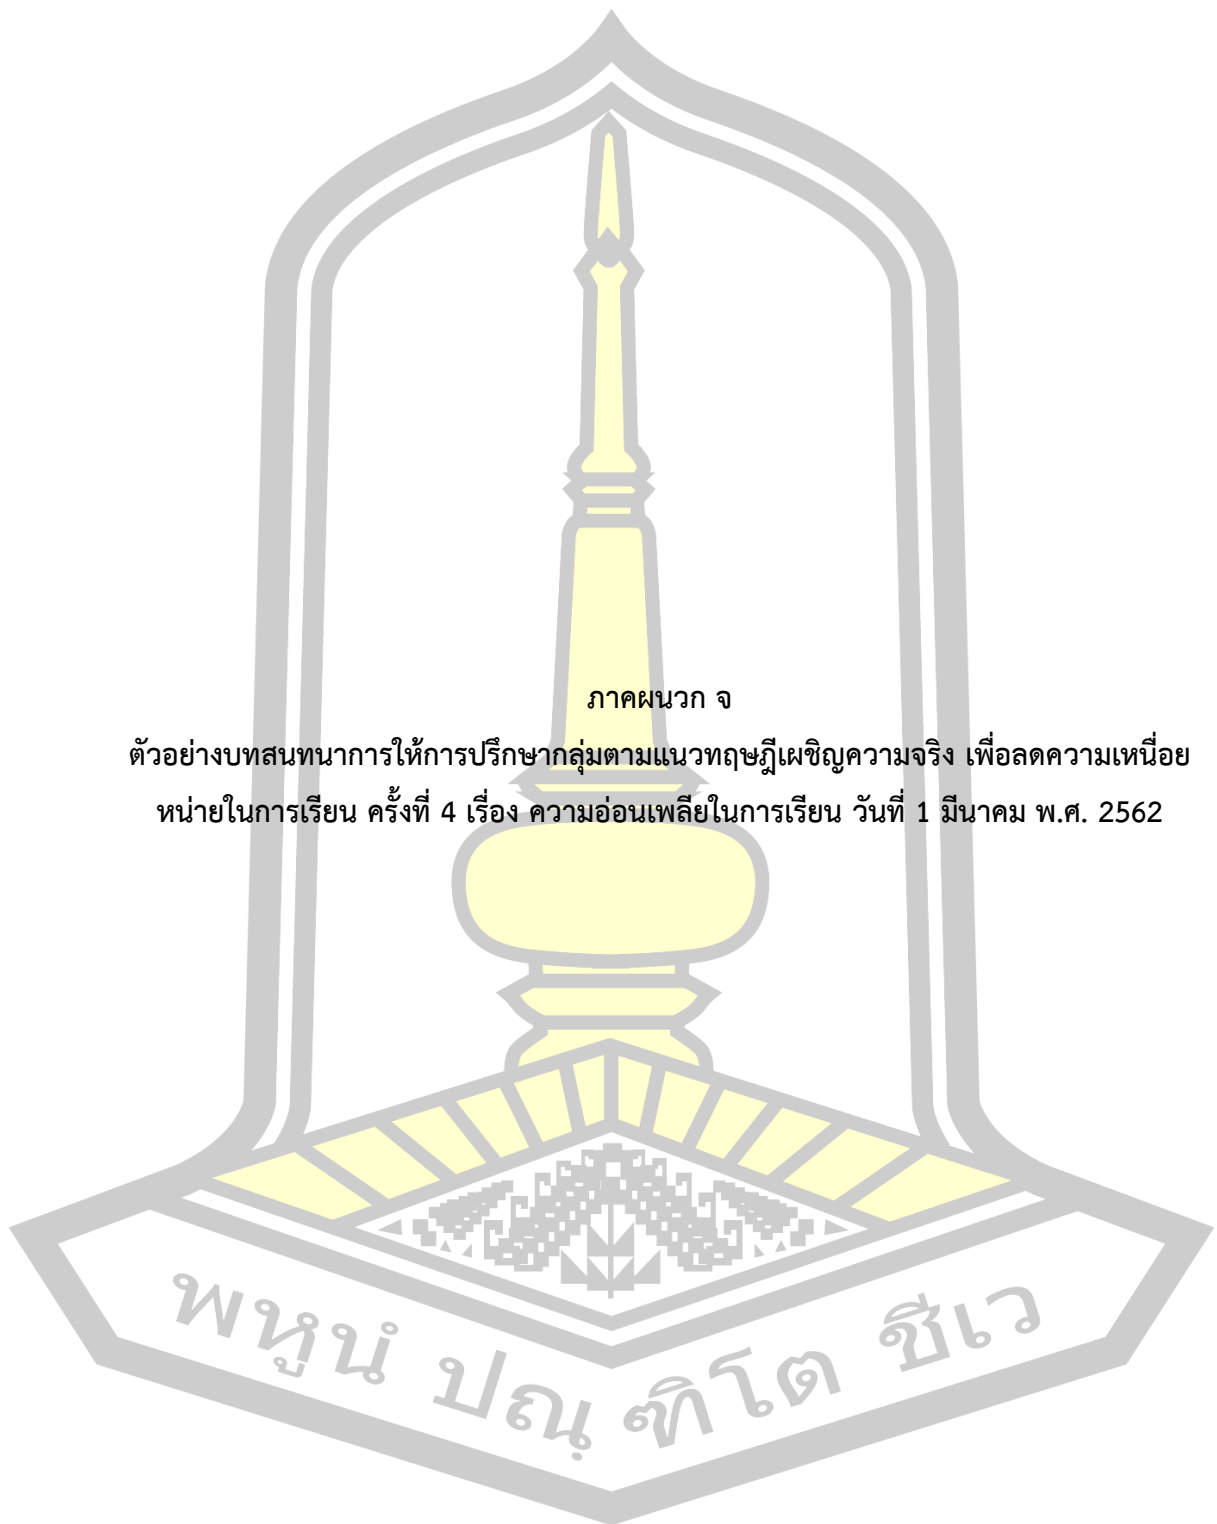 ภาคผนวก จ
ตัวอย่างบทสนทนาการให้การปรึกษากลุ่มตามแนวทฤษฎีเผชิญความจริง เพื่อลดความเหนื่อย
หน่ายในการเรียน ครั้งที่ 4 เรื่อง ความอ่อนเพลียในการเรียน วันที่ 1 มีนาคม พ.ศ. 2562
พหูนํ ปณฺ ฑิโต ชีเว